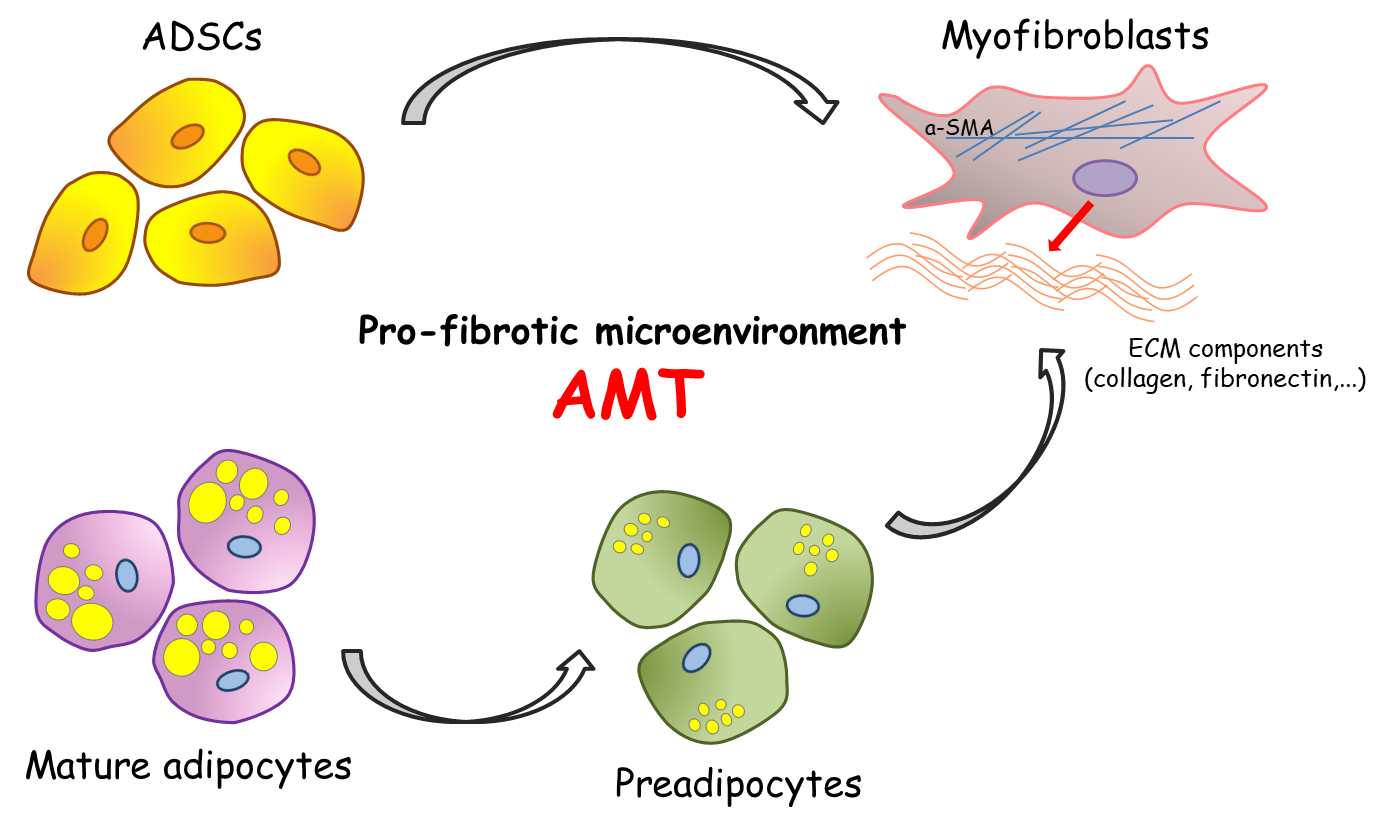 ADSCs
Myofibroblasts
a-SMA
Pro-fibrotic microenvironment
AMT
ECM components
(collagen, fibronectin,...)
Mature adipocytes
Preadipocytes